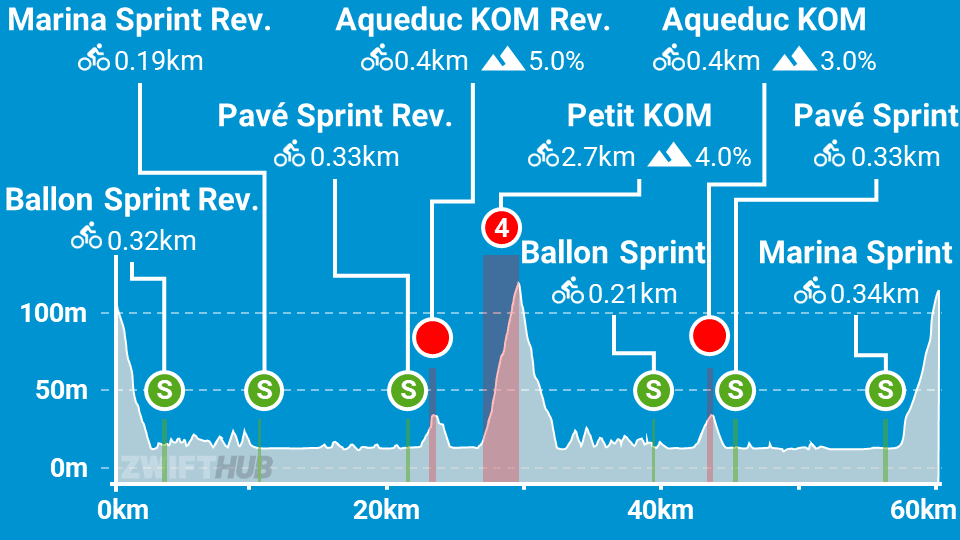 Marina Sprint Rev.
0.19km
Aqueduc KOM Rev.
0.4km 5.0%
Aqueduc KOM
0.4km 3.0%
Pavé Sprint Rev.
0.33km
Petit KOM
2.7km 4.0%
Pavé Sprint
0.33km
Ballon Sprint Rev.
0.32km
4
Ballon Sprint
0.21km
Marina Sprint
0.34km
100m
50m
S
S
S
S
S
S
0m
ZWIFTHUB
0km
20km
40km
60km